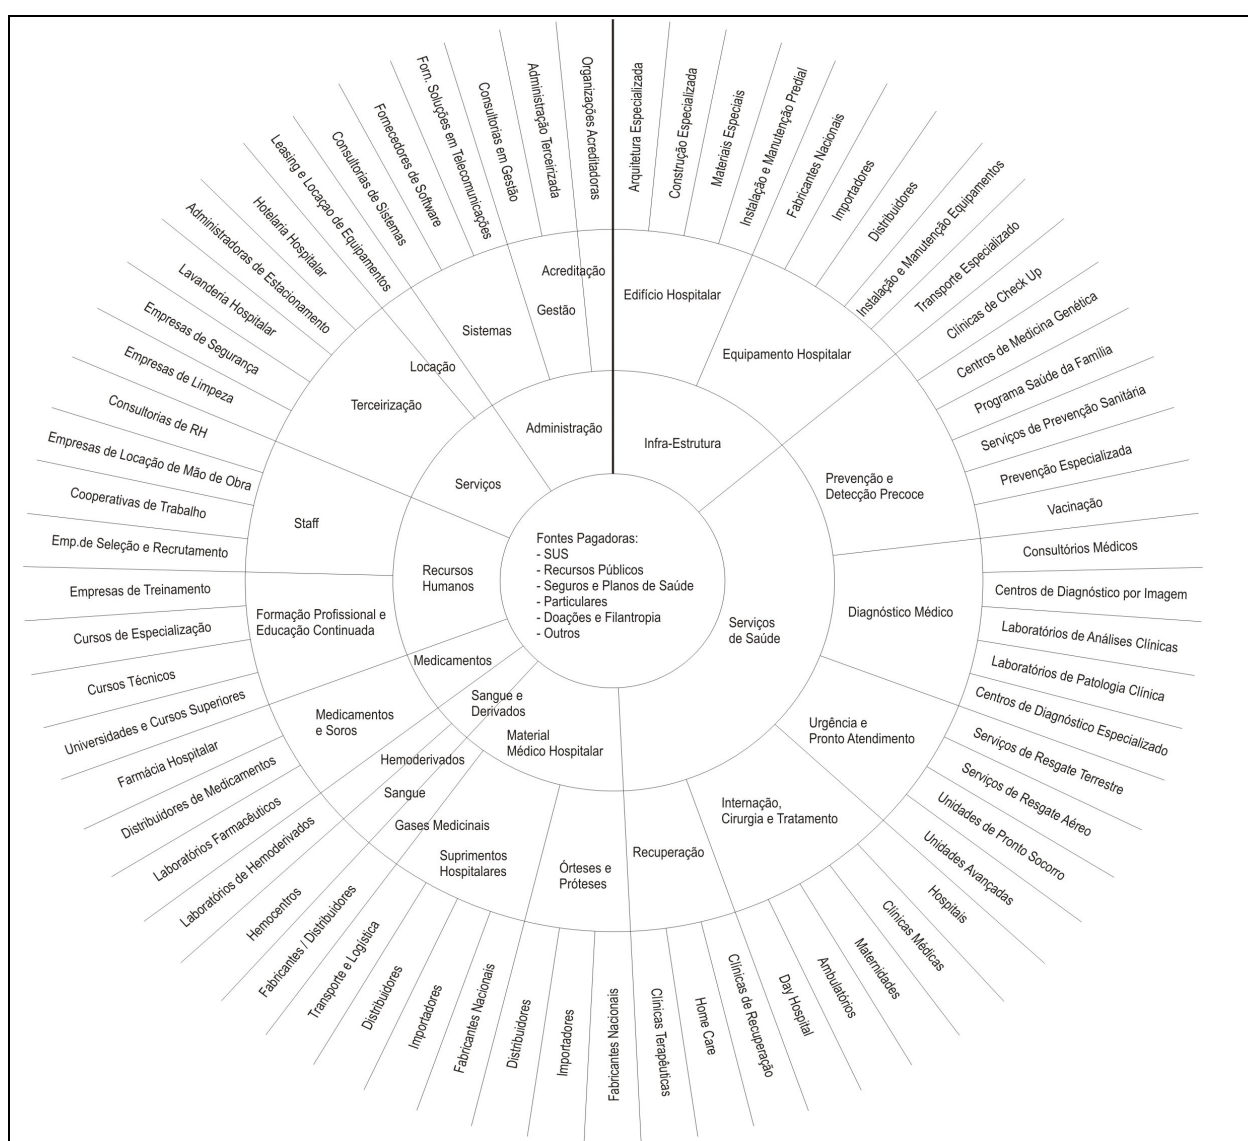 Fontes Pagadoras:
- SUS
- Recursos Públicos
- Seguros e Planos de Saúde
- Particulares
- Doações e Filantropia
- Outros
Infra-Estrutura
Serviços
de Saúde
Material
Médico Hospitalar
Sangue e
Derivados
Medicamentos
Recursos
Humanos
Serviços
Administração
Edifício Hospitalar
Equipamento Hospitalar
Prevenção e
Detecção Precoce
Diagnóstico Médico
Urgência e
Pronto Atendimento
Internação,
Cirurgia e Tratamento
Recuperação
Órteses e
Próteses
Suprimentos
Hospitalares
Gases Medicinais
Sangue
Hemoderivados
Medicamentos
e Soros
Formação Profissional e
Educação Continuada
Staff
Terceirização
Locação
Sistemas
Gestão
Acreditação
Arquitetura Especializada
Construção Especializada
Materiais Especiais
Instalação e Manutenção Predial
Fabricantes Nacionais
Importadores
Distribuidores
Instalação e Manutenção Equipamentos
Transporte Especializado
Clínicas de Check Up
Centros de Medicina Genética
Programa Saúde da Família
Serviços de Prevenção Sanitária
Prevenção Especializada
Vacinação
Consultórios Médicos
Centros de Diagnóstico por Imagem
Laboratórios de Análises Clínicas
Laboratórios de Patologia Clínica
Centros de Diagnóstico Especializado
Serviços de Resgate Terrestre
Serviços de Resgate Aéreo
Unidades de Pronto Socorro
Unidades Avançadas
Hospitais
Clínicas Médicas
Maternidades
Ambulatórios
Day Hospital
Clínicas de Recuperação
Home Care
Clínicas Terapêuticas
Fabricantes Nacionais
Importadores
Distribuidores
Fabricantes Nacionais
Importadores
Distribuidores
Transporte e Logística
Fabricantes / Distribuidores
Hemocentros
Laboratórios de Hemoderivados
Laboratórios Farmacêuticos
Distribuidores de Medicamentos
Farmácia Hospitalar
Universidades e Cursos Superiores
Cursos Técnicos
Cursos de Especialização
Empresas de Treinamento
Emp.de Seleção e Recrutamento
Cooperativas de Trabalho
Empresas de Locação de Mão de Obra
Consultorias de RH
Empresas de Limpeza
Empresas de Segurança
Lavanderia Hospitalar
Administradoras de Estacionamento
Hotelaria Hospitalar
Leasing e Locaçao de Equipamentos
Consultorias de Sistemas
Fornecedores de Software
Forn. Soluções em Telecomunicações
Consultorias em Gestão
Administração Terceirizada
Organizações Acreditadoras